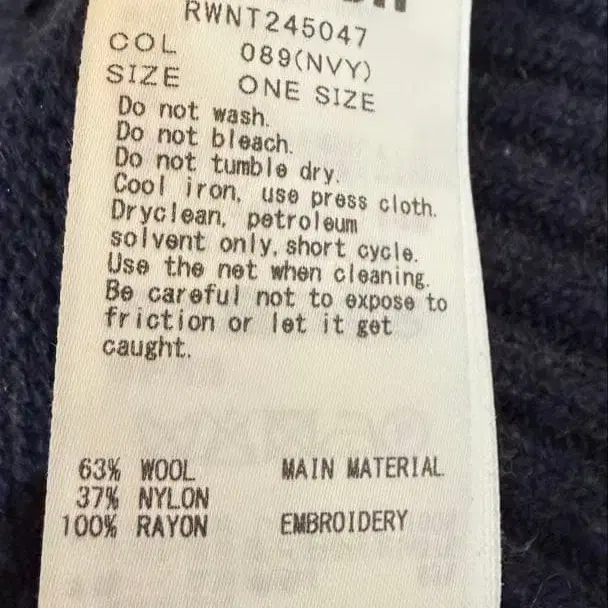 RWNT245047
COL 089(NVY)
SIZE ONE SIZE
Do not wash.
Do not bleach.
Do not tumble dry.
Cool iron, use press cloth.
Dryclean, petroleum
solvent only, short cycle.
Use the net when cleaning.
Be careful not to expose to
friction or let it get
caught.
63% WOOL MAIN MATERIAL
37% NYLON
100% RAYON EMBROIDERY